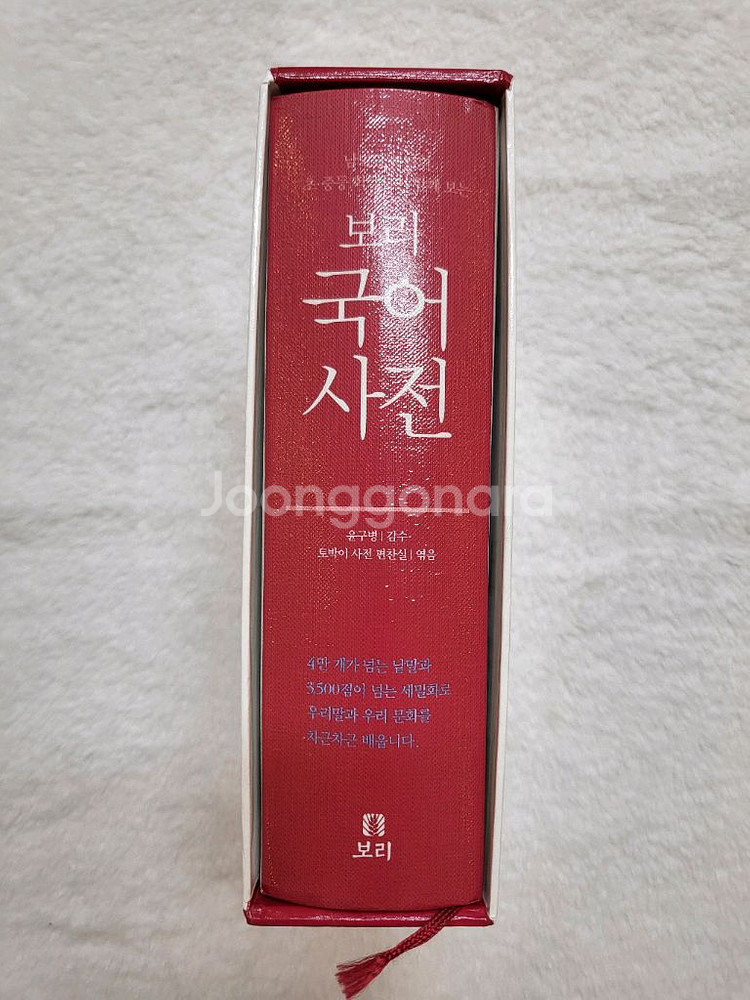 보는
보리
국어
사전
Joonggonara
윤구병 | 감수
토박이 사전 편찬실 | 엮음
4만 개가 넘는 낱말과
3,500점이 넘는 세밀화로
우리말과 우리 문화를
차근차근 배웁니다.
보리